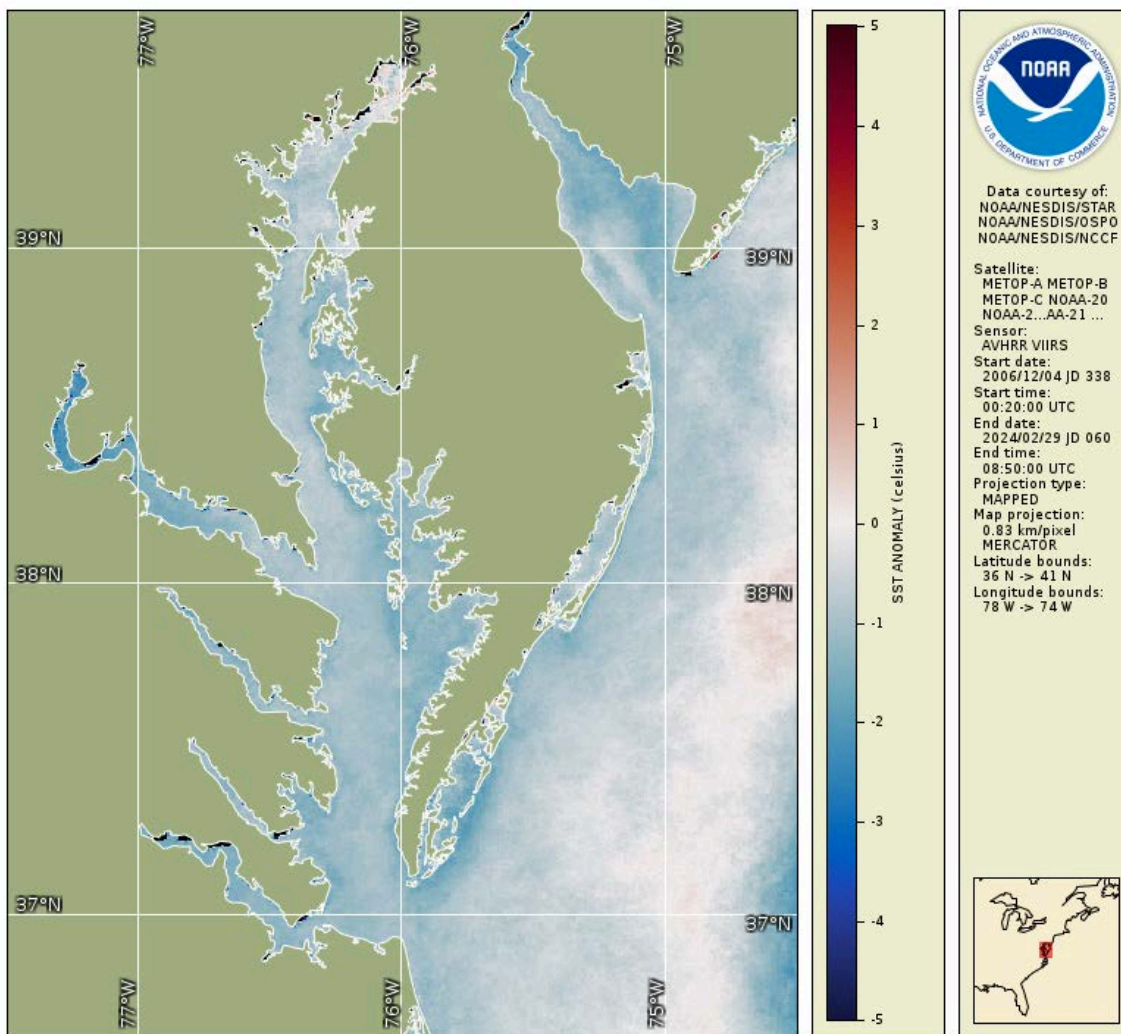 77°W
76°W
75°W
39°N
39°N
38°N
38°N
37°N
37°N
77°W
76°W
75°W
5
4
3
2
1
0
-1
-2
-3
-4
-5
SST ANOMALY (celsius)
NATIONAL OCEANIC AND ATMOSPHERIC ADMINISTRATION
NOAA
U.S. DEPARTMENT OF COMMERCE
Data courtesy of:
NOAA/NESDIS/STAR
NOAA/NESDIS/OSPO
NOAA/NESDIS/NCCF
Satellite:
METOP-A METOP-B
METOP-C NOAA-20
NOAA-2...AA-21 ...
Sensor:
AVHRR VIIRS
Start date:
2006/12/04 JD 338
Start time:
00:20:00 UTC
End date:
2024/02/29 JD 060
End time:
08:50:00 UTC
Projection type:
MAPPED
Map projection:
0.83 km/pixel
MERCATOR
Latitude bounds:
36 N -> 41 N
Longitude bounds:
78 W -> 74 W